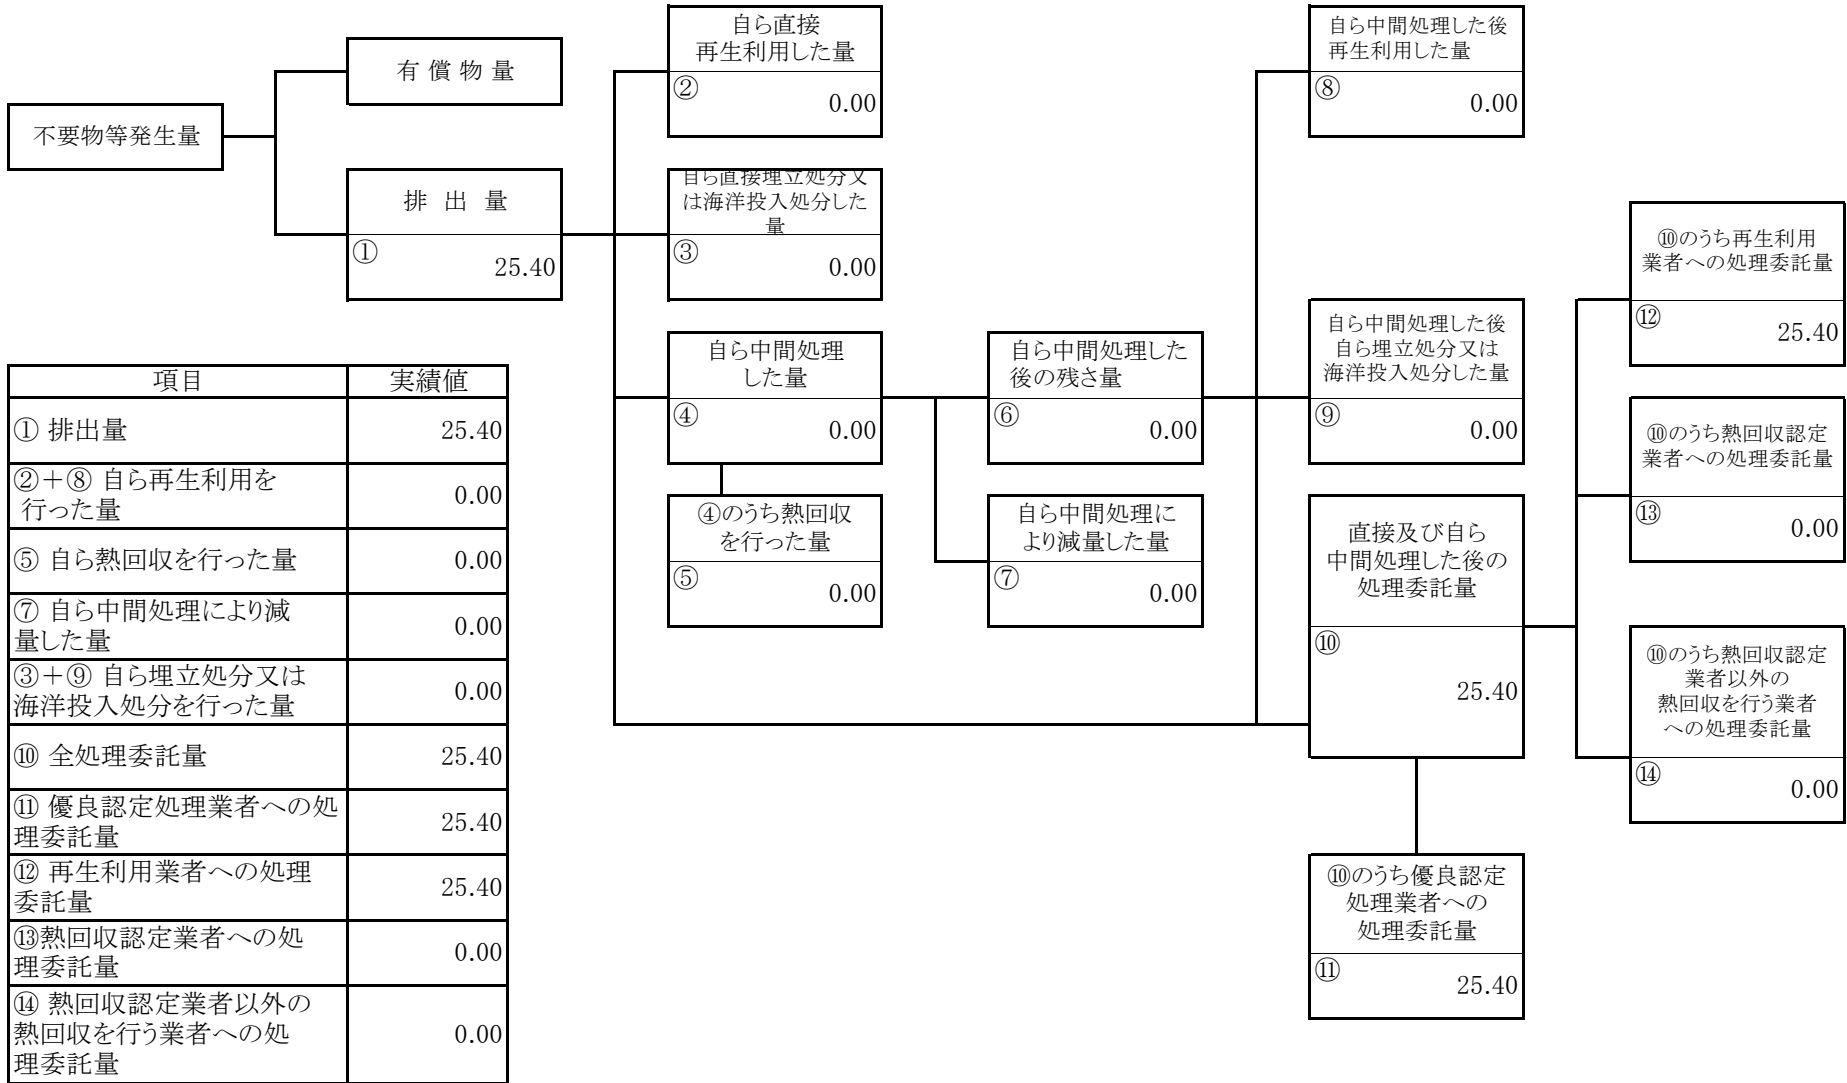 不要物等発生量
有 償 物 量
排 出 量
①
25.40
自ら直接
再生利用した量
②
0.00
自ら直接埋立処分又
は海洋投入処分した
量
③
0.00
自ら中間処理
した量
④
0.00
④のうち熱回収
を行った量
⑤
0.00
自ら中間処理した
後の残さ量
⑥
0.00
自ら中間処理に
より減量した量
⑦
0.00
自ら中間処理した後
再生利用した量
⑧
0.00
自ら中間処理した後
自ら埋立処分又は
海洋投入処分した量
⑨
0.00
直接及び自ら
中間処理した後の
処理委託量
⑩
25.40
⑩のうち優良認定
処理業者への
処理委託量
⑪
25.40
⑩のうち再生利用
業者への処理委託量
⑫
25.40
⑩のうち熱回収認定
業者への処理委託量
⑬
0.00
⑩のうち熱回収認定
業者以外の
熱回収を行う業者
への処理委託量
⑭
0.00
項目 実績値
① 排出量 25.40
②+⑧ 自ら再生利用を
行った量 0.00
⑤ 自ら熱回収を行った量 0.00
⑦ 自ら中間処理により減
量した量 0.00
③+⑨ 自ら埋立処分又は
海洋投入処分を行った量 0.00
⑩ 全処理委託量 25.40
⑪ 優良認定処理業者への処
理委託量 25.40
⑫ 再生利用業者への処理
委託量 25.40
⑬熱回収認定業者への処
理委託量 0.00
⑭ 熱回収認定業者以外の
熱回収を行う業者への処
理委託量 0.00